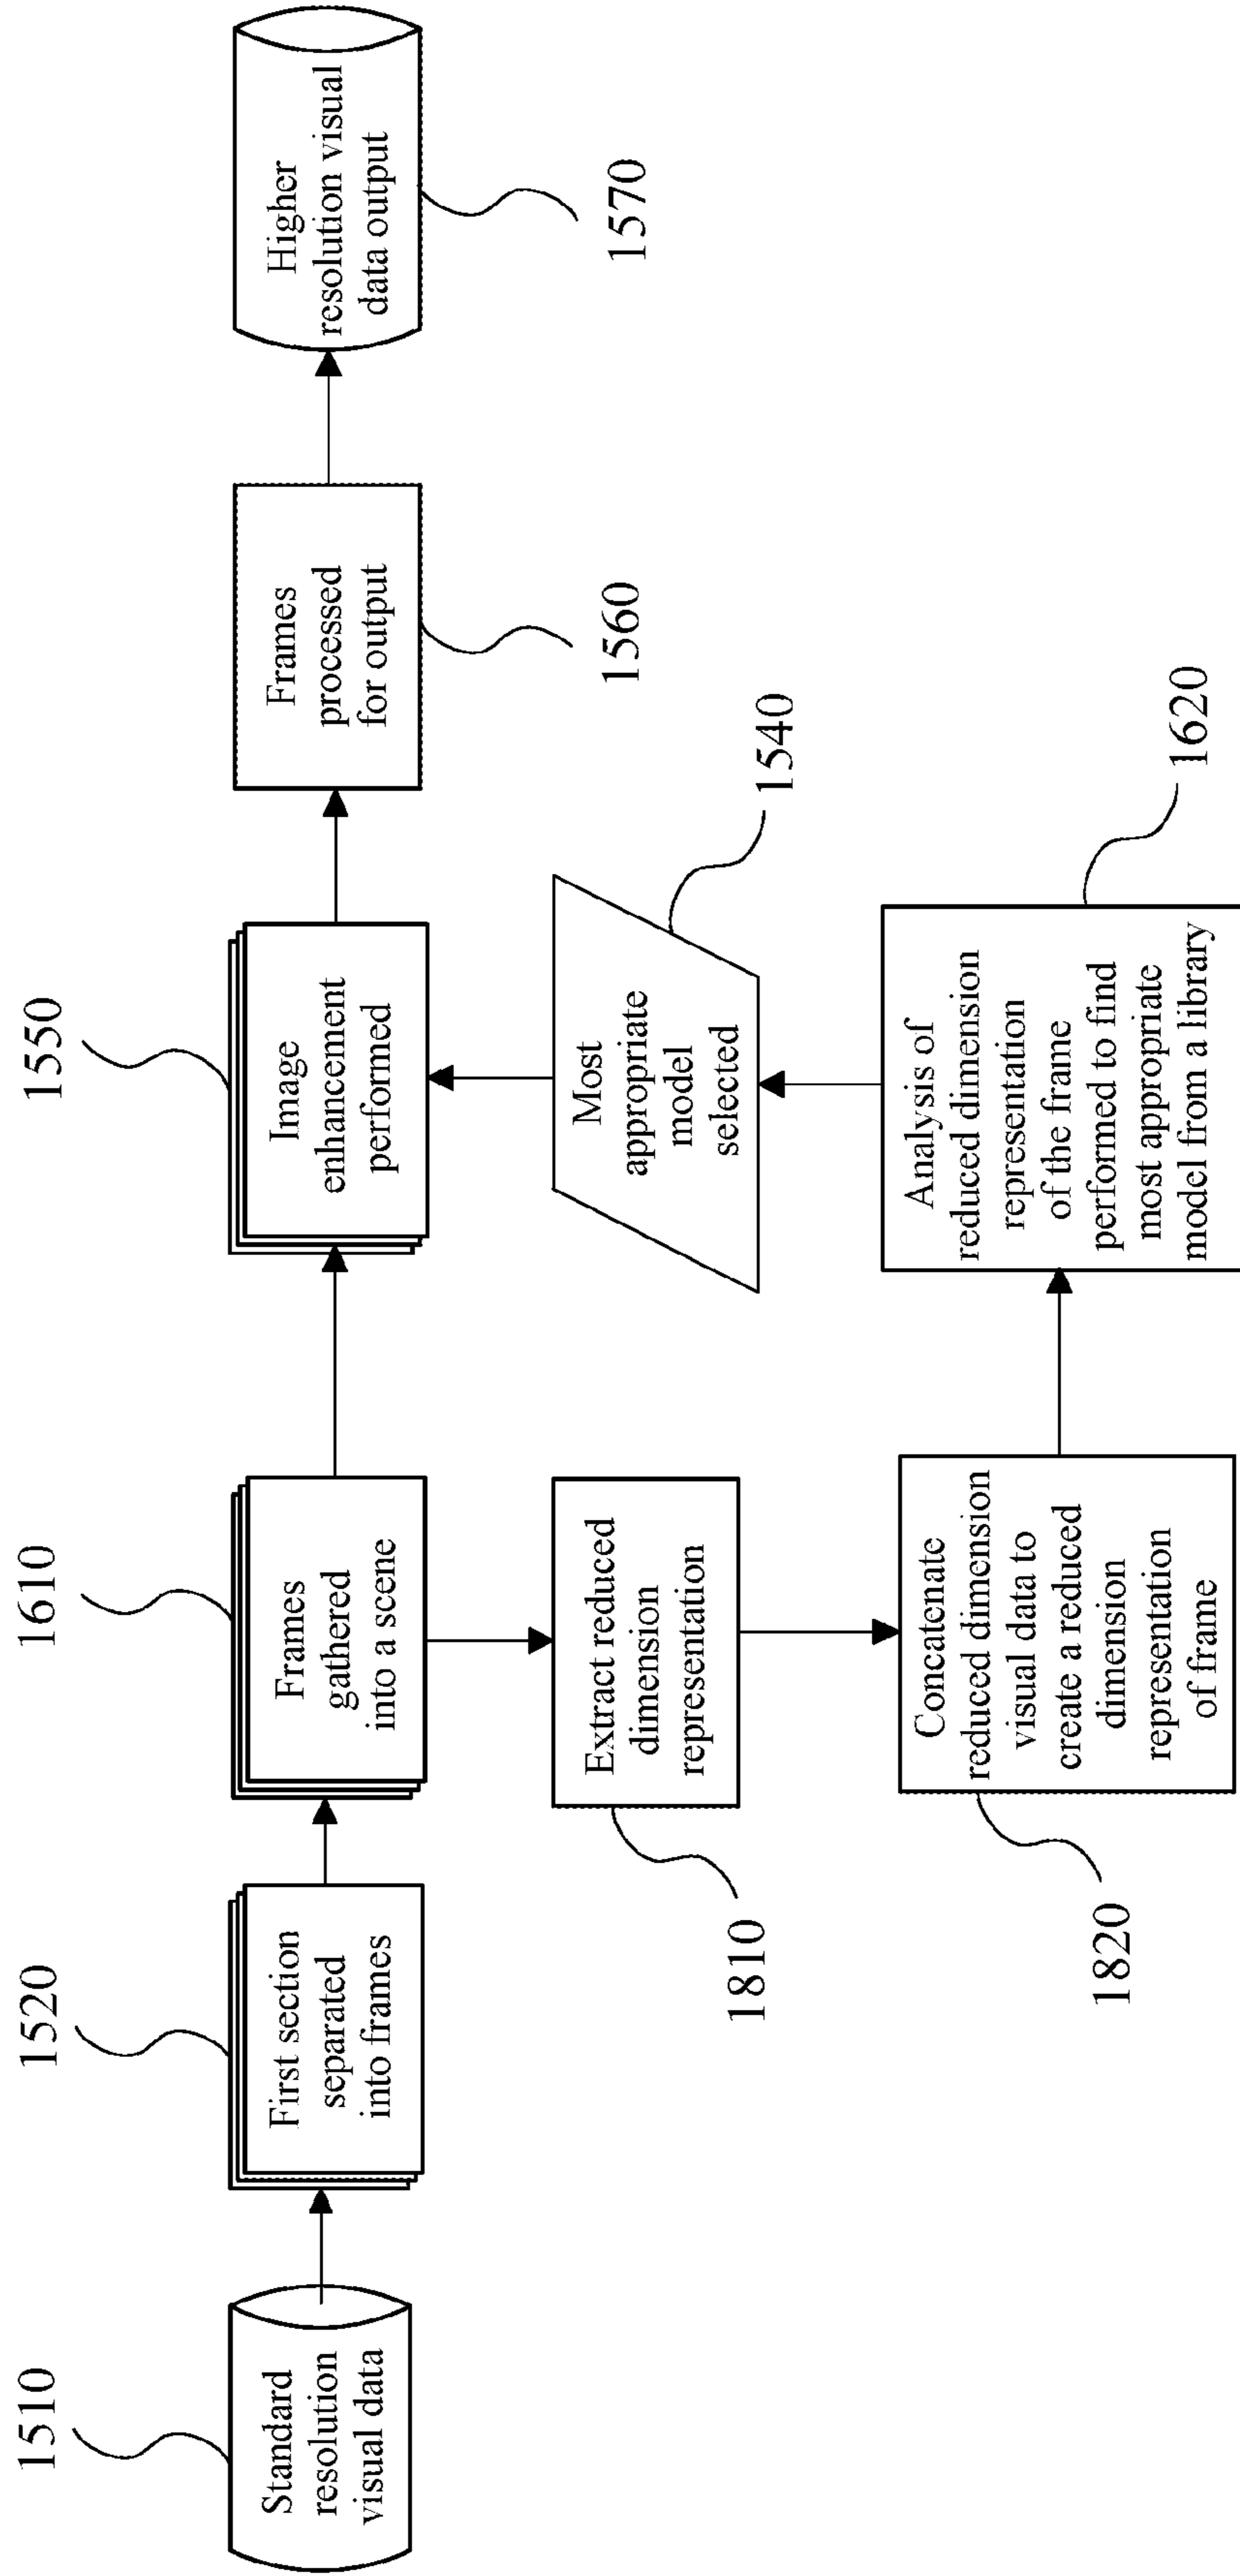 1510
1520
1610
1550
Standard
resolution
visual data
First section
separated
into frames
Frames
gathered
into a scene
Image
enhancement
performed
Frames
processed
for output
Higher
resolution visual
data output
1560
1570
Extract reduced
dimension
representation
Most
appropriate
model
selected
1540
1810
Concatenate
reduced dimension
visual data to
create a reduced
dimension
representation
of frame
Analysis of
reduced dimension
representation
of the frame
performed to find
most appropriate
model from a library
1820
1620